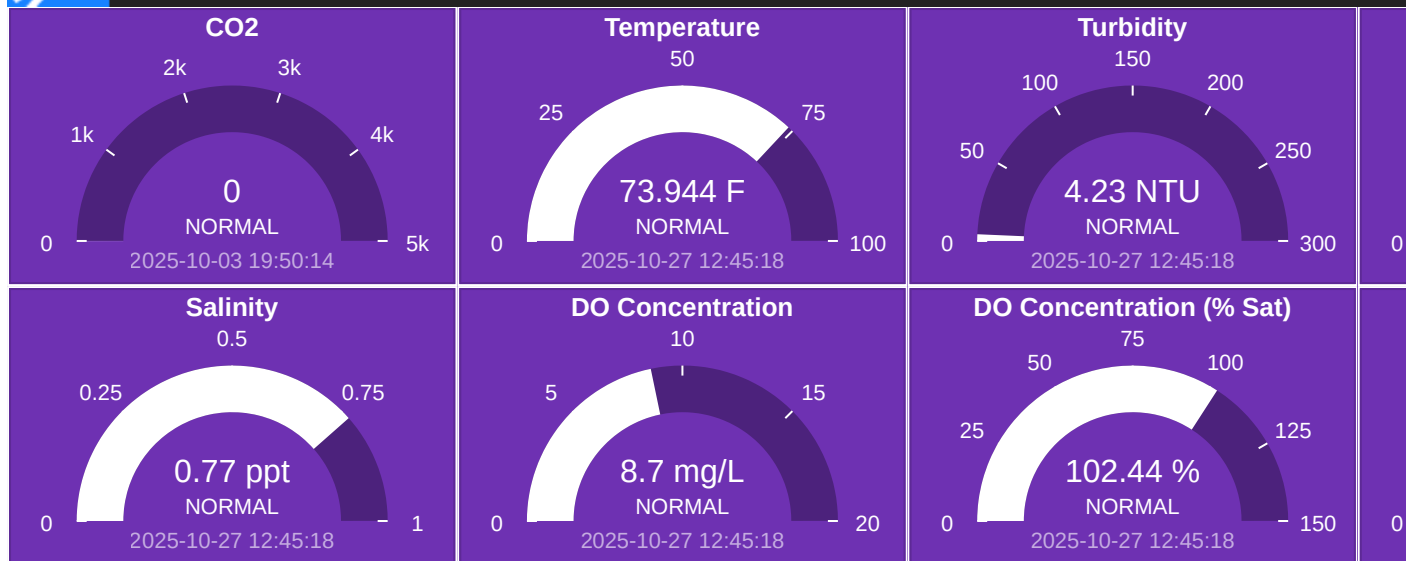 CO2
0
1k
2k
3k
4k
5k
0
NORMAL
2025-10-03 19:50:14
Temperature
0
25
50
75
100
73.944 F
NORMAL
2025-10-27 12:45:18
Turbidity
0
50
100
150
200
250
300
4.23 NTU
NORMAL
2025-10-27 12:45:18
0
Salinity
0
0.25
0.5
0.75
1
0.77 ppt
NORMAL
2025-10-27 12:45:18
DO Concentration
0
5
10
15
20
8.7 mg/L
NORMAL
2025-10-27 12:45:18
DO Concentration (% Sat)
0
25
50
75
100
125
150
102.44 %
NORMAL
2025-10-27 12:45:18
0